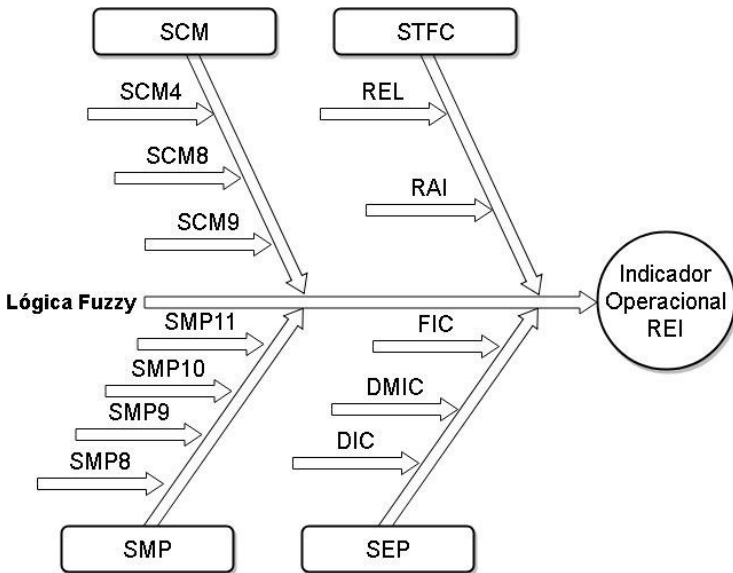 SCM
STFC
SCM4
REL
SCM8
RAI
SCM9
Lógica Fuzzy
Indicador
Operacional
REI
SMP11
FIC
SMP10
DMIC
SMP9
DIC
SMP8
SMP
SEP